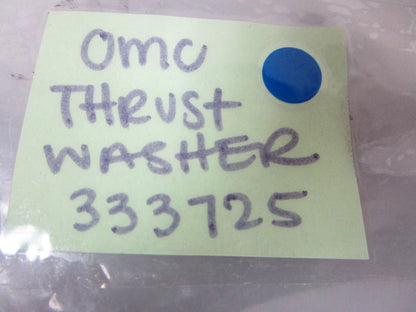 OMC
THRUST
WASHER
333725